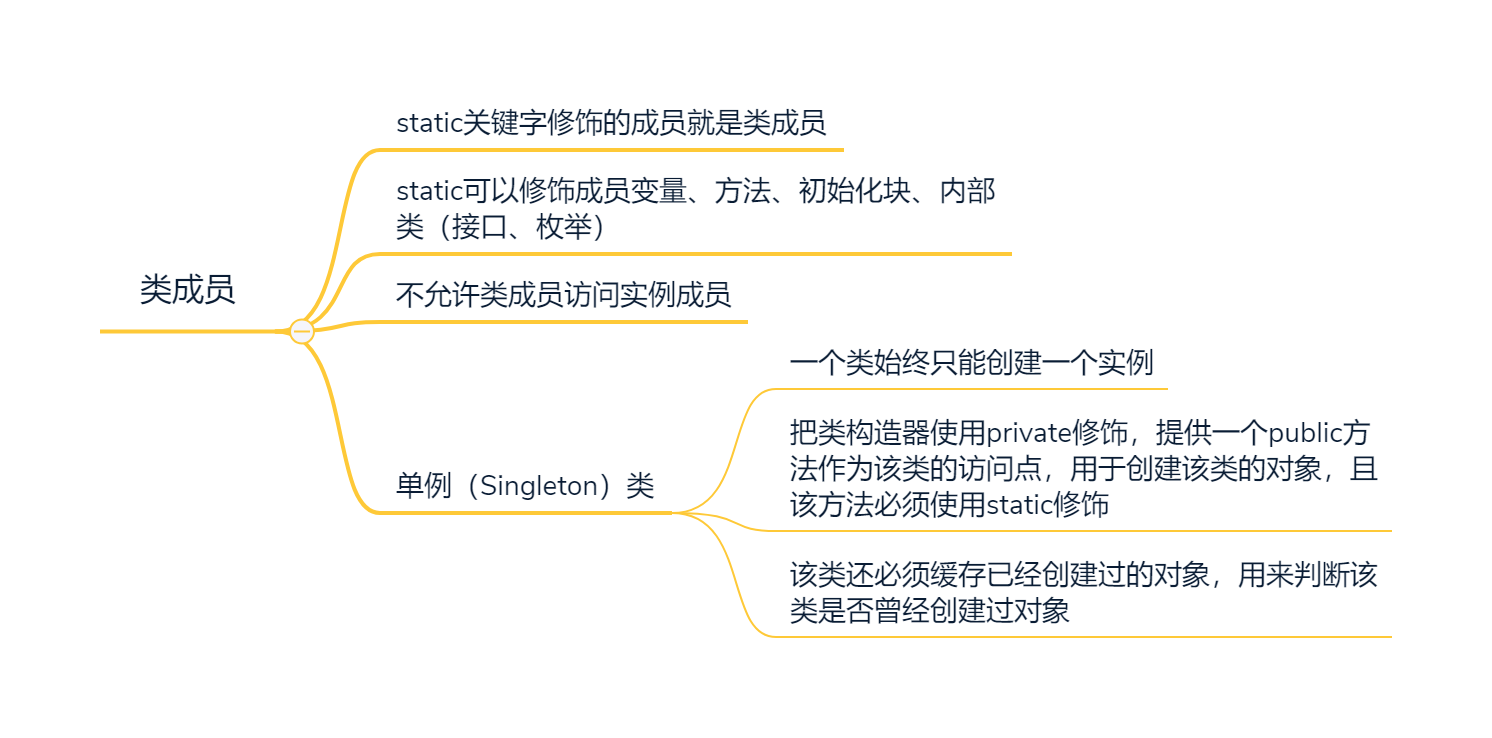 类成员
static关键字修饰的成员就是类成员
static可以修饰成员变量、方法、初始化块、内部
类（接口、枚举）
不允许类成员访问实例成员
单例（Singleton）类
一个类始终只能创建一个实例
把类构造器使用private修饰，提供一个public方
法作为该类的访问点，用于创建该类的对象，且
该方法必须使用static修饰
该类还必须缓存已经创建过的对象，用来判断该
类是否曾经创建过对象